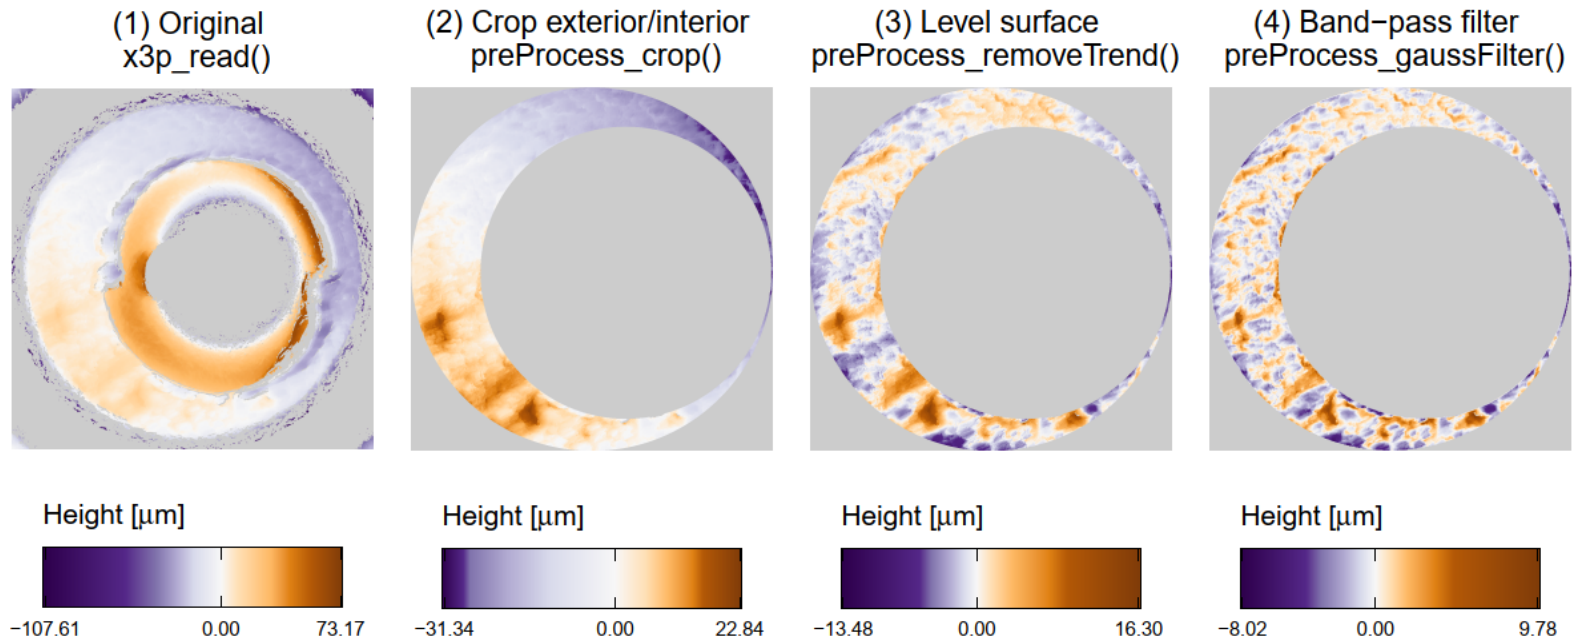 (1) Original
x3p_read()
(2) Crop exterior/interior
preProcess_crop()
(3) Level surface
preProcess_removeTrend()
(4) Band−pass filter
preProcess_gaussFilter()
Height [μm]
−107.61 0.00 73.17
Height [μm]
−31.34 0.00 22.84
Height [μm]
−13.48 0.00 16.30
Height [μm]
−8.02 0.00 9.78